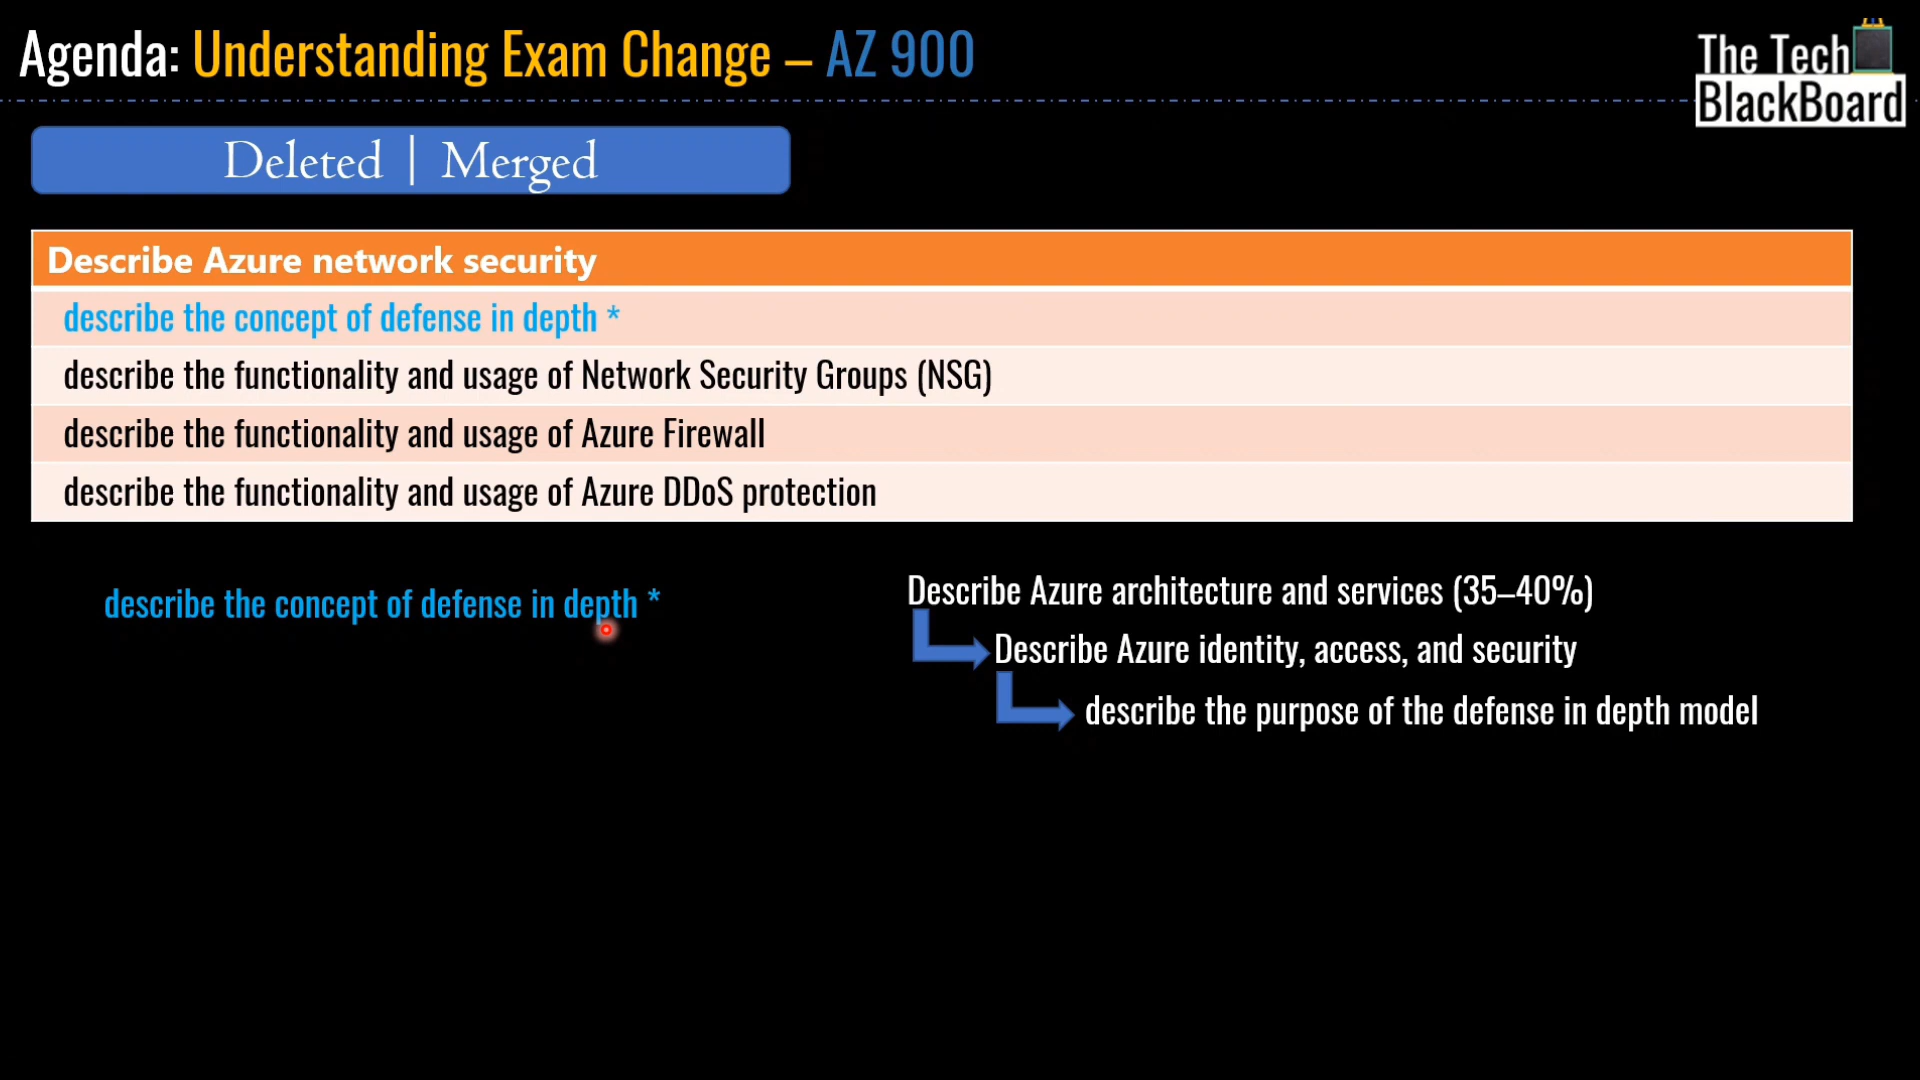 Agenda: Understanding Exam Change – AZ 900
The Tech
BlackBoard
Deleted | Merged
Describe Azure network security
describe the concept of defense in depth *
describe the functionality and usage of Network Security Groups (NSG)
describe the functionality and usage of Azure Firewall
describe the functionality and usage of Azure DDoS protection
describe the concept of defense in depth *
Describe Azure architecture and services (35–40%)
Describe Azure identity, access, and security
describe the purpose of the defense in depth model